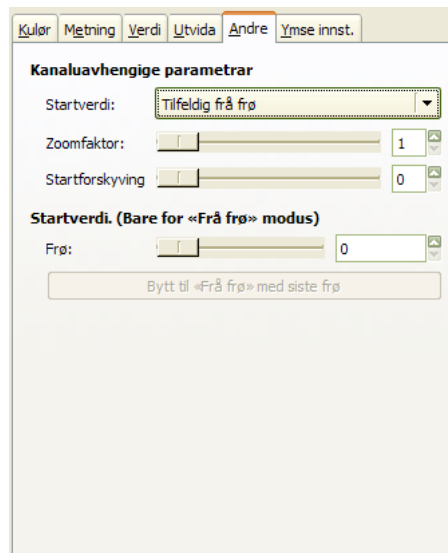 Kulør Metning Verdi Utvida Andre Ymse innst.
Kanaluavhengige parametrar
Startverdi: Tilfeldig frå frø
Zoomfaktor: 1
Startforskyving 0
Startverdi. (Bare for «Frå frø» modus)
Frø: 0
Bytt til «Frå frø» med siste frø